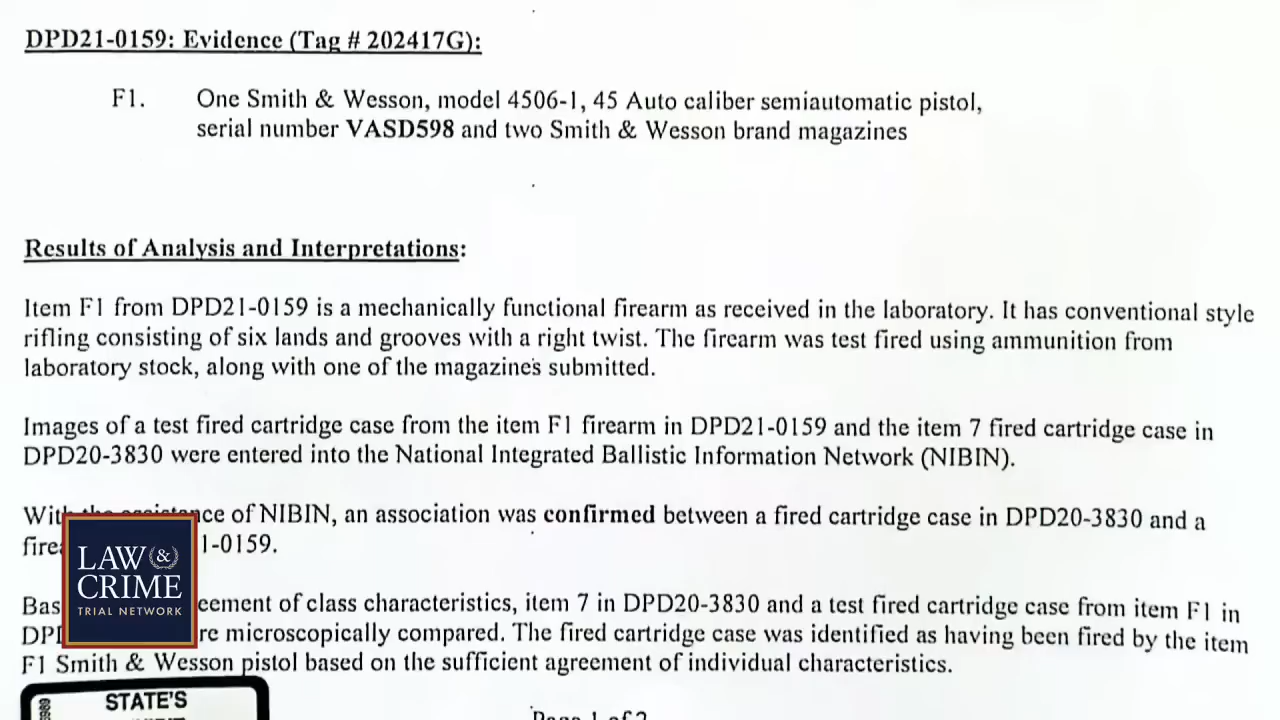 DPD21-0159: Evidence (Tag # 202417G):
F1. One Smith & Wesson, model 4506-1, 45 Auto caliber semiautomatic pistol,
serial number VASD598 and two Smith & Wesson brand magazines
Results of Analysis and Interpretations:
Item F1 from DPD21-0159 is a mechanically functional firearm as received in the laboratory. It has conventional style
rifling consisting of six lands and grooves with a right twist. The firearm was test fired using ammunition from
laboratory stock, along with one of the magazines submitted.
Images of a test fired cartridge case from the item F1 firearm in DPD21-0159 and the item 7 fired cartridge case in
DPD20-3830 were entered into the National Integrated Ballistic Information Network (NIBIN).
With the assistance of NIBIN, an association was confirmed between a fired cartridge case in DPD20-3830 and a
1-0159.
eement of class characteristics, item 7 in DPD20-3830 and a test fired cartridge case from item F1 in
re microscopically compared. The fired cartridge case was identified as having been fired by the item
F1 Smith & Wesson pistol based on the sufficient agreement of individual characteristics.
LAW &
CRIME
TRIAL NETWORK
STATE'S
Page 1 of 2